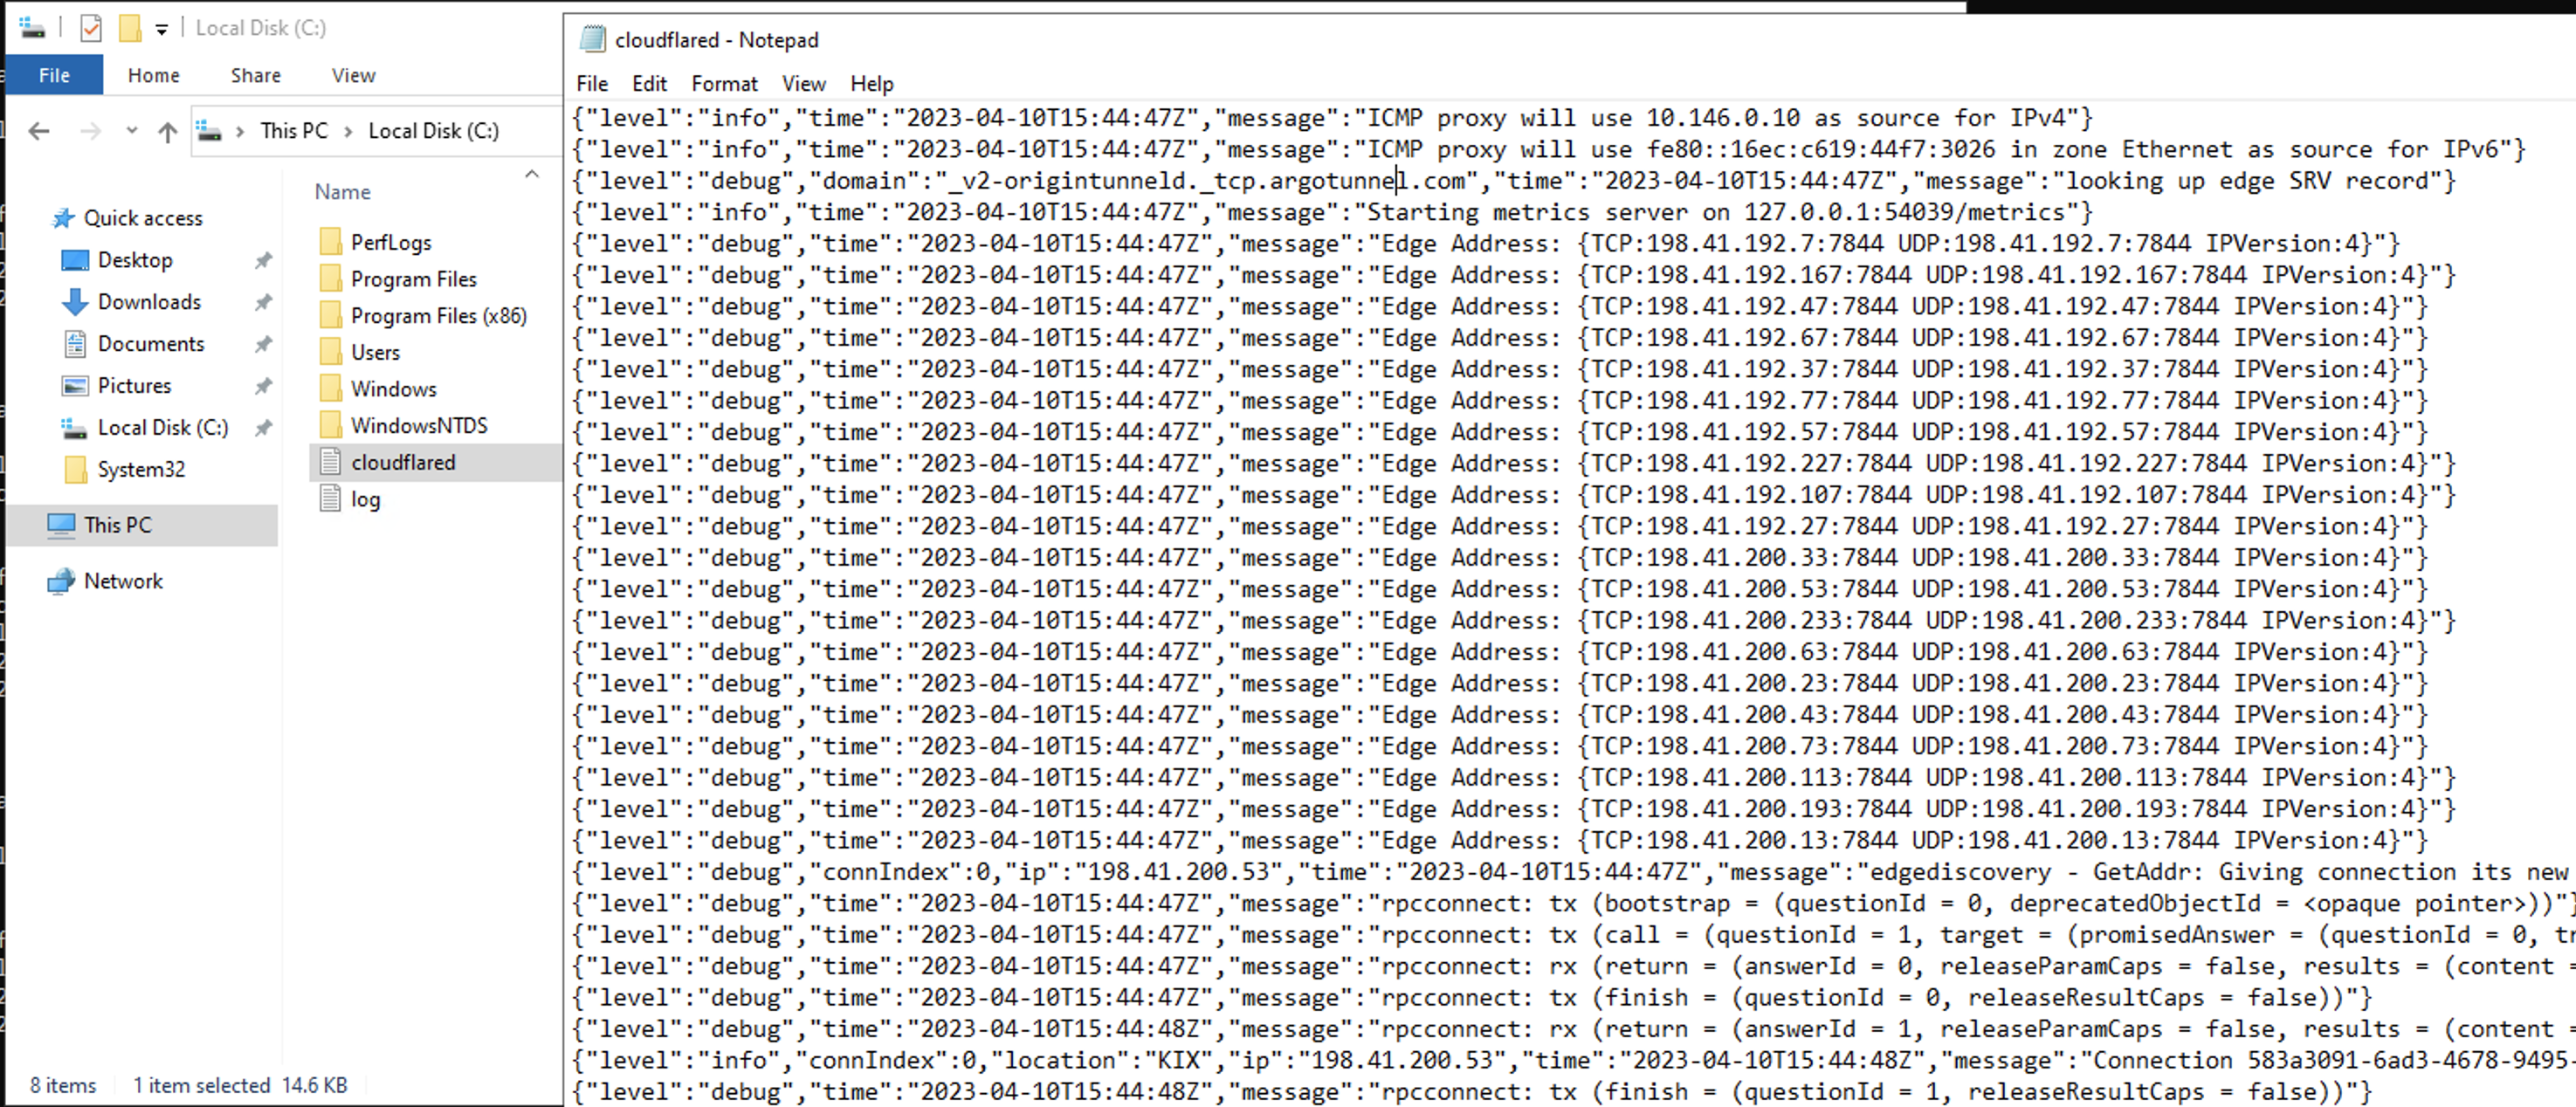 Local Disk (C:)
File Home Share View
This PC > Local Disk (C:)
Name
Quick access
Desktop
Downloads
Documents
Pictures
Local Disk (C:)
System32
This PC
Network
PerfLogs
Program Files
Program Files (x86)
Users
Windows
WindowsNTDS
cloudflared
log
8 items 1 item selected 14.6 KB
cloudflared - Notepad
File Edit Format View Help
{"level":"info","time":"2023-04-10T15:44:47Z","message":"ICMP proxy will use 10.146.0.10 as source for IPv4"}
{"level":"info","time":"2023-04-10T15:44:47Z","message":"ICMP proxy will use fe80::16ec:c619:44f7:3026 in zone Ethernet as source for IPv6"}
{"level":"debug","domain":"_v2-origintunneld._tcp.argotunnel.com","time":"2023-04-10T15:44:47Z","message":"looking up edge SRV record"}
{"level":"info","time":"2023-04-10T15:44:47Z","message":"Starting metrics server on 127.0.0.1:54039/metrics"}
{"level":"debug","time":"2023-04-10T15:44:47Z","message":"Edge Address: {TCP:198.41.192.7:7844 UDP:198.41.192.7:7844 IPVersion:4}"}
{"level":"debug","time":"2023-04-10T15:44:47Z","message":"Edge Address: {TCP:198.41.192.167:7844 UDP:198.41.192.167:7844 IPVersion:4}"}
{"level":"debug","time":"2023-04-10T15:44:47Z","message":"Edge Address: {TCP:198.41.192.47:7844 UDP:198.41.192.47:7844 IPVersion:4}"}
{"level":"debug","time":"2023-04-10T15:44:47Z","message":"Edge Address: {TCP:198.41.192.67:7844 UDP:198.41.192.67:7844 IPVersion:4}"}
{"level":"debug","time":"2023-04-10T15:44:47Z","message":"Edge Address: {TCP:198.41.192.37:7844 UDP:198.41.192.37:7844 IPVersion:4}"}
{"level":"debug","time":"2023-04-10T15:44:47Z","message":"Edge Address: {TCP:198.41.192.77:7844 UDP:198.41.192.77:7844 IPVersion:4}"}
{"level":"debug","time":"2023-04-10T15:44:47Z","message":"Edge Address: {TCP:198.41.192.57:7844 UDP:198.41.192.57:7844 IPVersion:4}"}
{"level":"debug","time":"2023-04-10T15:44:47Z","message":"Edge Address: {TCP:198.41.192.227:7844 UDP:198.41.192.227:7844 IPVersion:4}"}
{"level":"debug","time":"2023-04-10T15:44:47Z","message":"Edge Address: {TCP:198.41.192.107:7844 UDP:198.41.192.107:7844 IPVersion:4}"}
{"level":"debug","time":"2023-04-10T15:44:47Z","message":"Edge Address: {TCP:198.41.192.27:7844 UDP:198.41.192.27:7844 IPVersion:4}"}
{"level":"debug","time":"2023-04-10T15:44:47Z","message":"Edge Address: {TCP:198.41.200.33:7844 UDP:198.41.200.33:7844 IPVersion:4}"}
{"level":"debug","time":"2023-04-10T15:44:47Z","message":"Edge Address: {TCP:198.41.200.53:7844 UDP:198.41.200.53:7844 IPVersion:4}"}
{"level":"debug","time":"2023-04-10T15:44:47Z","message":"Edge Address: {TCP:198.41.200.233:7844 UDP:198.41.200.233:7844 IPVersion:4}"}
{"level":"debug","time":"2023-04-10T15:44:47Z","message":"Edge Address: {TCP:198.41.200.63:7844 UDP:198.41.200.63:7844 IPVersion:4}"}
{"level":"debug","time":"2023-04-10T15:44:47Z","message":"Edge Address: {TCP:198.41.200.23:7844 UDP:198.41.200.23:7844 IPVersion:4}"}
{"level":"debug","time":"2023-04-10T15:44:47Z","message":"Edge Address: {TCP:198.41.200.43:7844 UDP:198.41.200.43:7844 IPVersion:4}"}
{"level":"debug","time":"2023-04-10T15:44:47Z","message":"Edge Address: {TCP:198.41.200.73:7844 UDP:198.41.200.73:7844 IPVersion:4}"}
{"level":"debug","time":"2023-04-10T15:44:47Z","message":"Edge Address: {TCP:198.41.200.113:7844 UDP:198.41.200.113:7844 IPVersion:4}"}
{"level":"debug","time":"2023-04-10T15:44:47Z","message":"Edge Address: {TCP:198.41.200.193:7844 UDP:198.41.200.193:7844 IPVersion:4}"}
{"level":"debug","time":"2023-04-10T15:44:47Z","message":"Edge Address: {TCP:198.41.200.13:7844 UDP:198.41.200.13:7844 IPVersion:4}"}
{"level":"debug","connIndex":0,"ip":"198.41.200.53","time":"2023-04-10T15:44:47Z","message":"edgediscovery - GetAddr: Giving connection its new
{"level":"debug","time":"2023-04-10T15:44:47Z","message":"rpcconnect: tx (bootstrap = (questionId = 0, deprecatedObjectId = <opaque pointer>))"}
{"level":"debug","time":"2023-04-10T15:44:47Z","message":"rpcconnect: tx (call = (questionId = 1, target = (promisedAnswer = (questionId = 0, tr
{"level":"debug","time":"2023-04-10T15:44:47Z","message":"rpcconnect: rx (return = (answerId = 0, releaseParamCaps = false, results = (content =
{"level":"debug","time":"2023-04-10T15:44:47Z","message":"rpcconnect: tx (finish = (questionId = 0, releaseResultCaps = false))"}
{"level":"debug","time":"2023-04-10T15:44:48Z","message":"rpcconnect: rx (return = (answerId = 1, releaseParamCaps = false, results = (content =
{"level":"info","connIndex":0,"location":"KIX","ip":"198.41.200.53","time":"2023-04-10T15:44:48Z","message":"Connection 583a3091-6ad3-4678-9495-
{"level":"debug","time":"2023-04-10T15:44:48Z","message":"rpcconnect: tx (finish = (questionId = 1, releaseResultCaps = false))"}